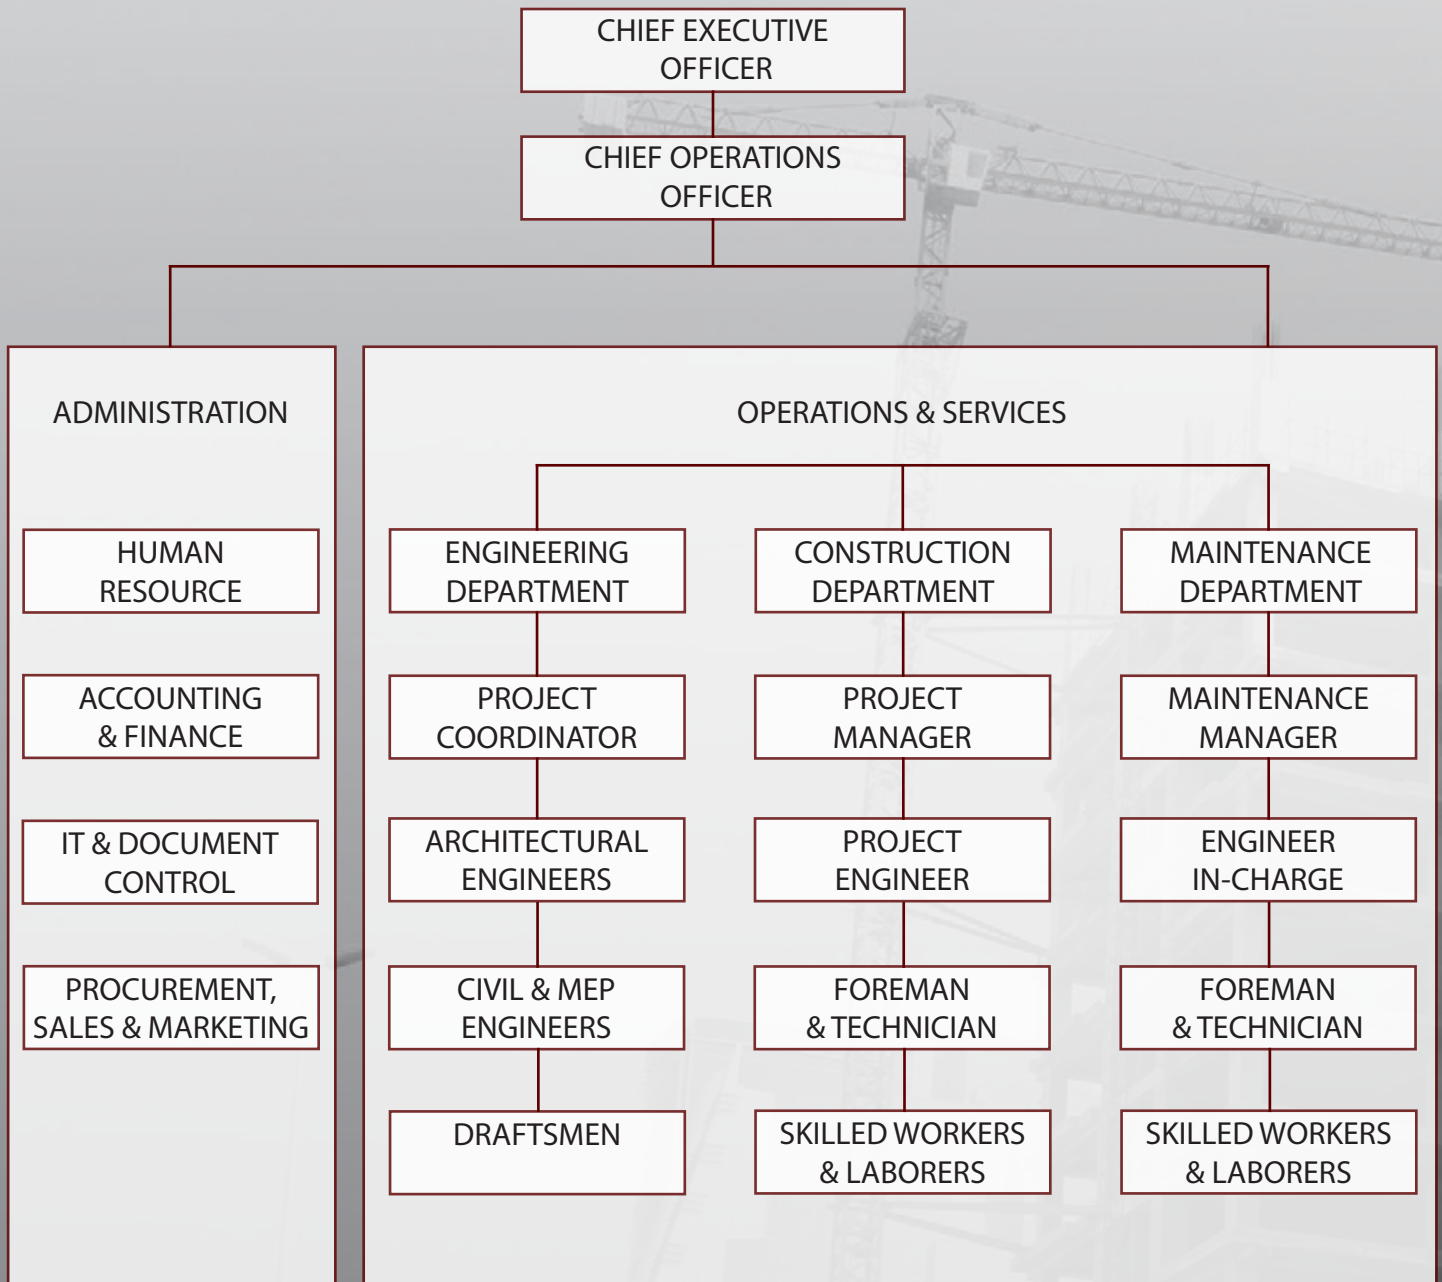 CHIEF EXECUTIVE
OFFICER
CHIEF OPERATIONS
OFFICER
ADMINISTRATION
HUMAN
RESOURCE
ACCOUNTING
& FINANCE
IT & DOCUMENT
CONTROL
PROCUREMENT,
SALES & MARKETING
OPERATIONS & SERVICES
ENGINEERING
DEPARTMENT
PROJECT
COORDINATOR
ARCHITECTURAL
ENGINEERS
CIVIL & MEP
ENGINEERS
DRAFTSMEN
CONSTRUCTION
DEPARTMENT
PROJECT
MANAGER
PROJECT
ENGINEER
FOREMAN
& TECHNICIAN
SKILLED WORKERS
& LABORERS
MAINTENANCE
DEPARTMENT
MAINTENANCE
MANAGER
ENGINEER
IN-CHARGE
FOREMAN
& TECHNICIAN
SKILLED WORKERS
& LABORERS